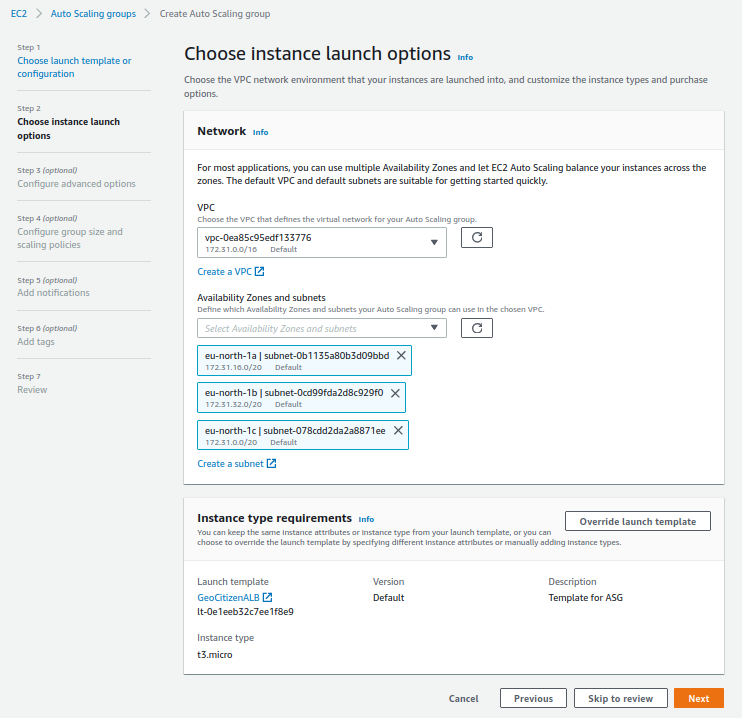 EC2 > Auto Scaling groups > Create Auto Scaling group
Step 1
Choose launch template or
configuration
Step 2
Choose instance launch
options
Step 3 (optional)
Configure advanced options
Step 4 (optional)
Configure group size and
scaling policies
Step 5 (optional)
Add notifications
Step 6 (optional)
Add tags
Step 7
Review
Choose instance launch options Info
Choose the VPC network environment that your instances are launched into, and customize the instance types and purchase
options.
Network Info
For most applications, you can use multiple Availability Zones and let EC2 Auto Scaling balance your instances across the
zones. The default VPC and default subnets are suitable for getting started quickly.
VPC
Choose the VPC that defines the virtual network for your Auto Scaling group.
vpc-0ea85c95edf133776
172.31.0.0/16 Default
Create a VPC
Availability Zones and subnets
Define which Availability Zones and subnets your Auto Scaling group can use in the chosen VPC.
Select Availability Zones and subnets
eu-north-1a | subnet-0b1135a80b3d09bbd
172.31.16.0/20 Default
eu-north-1b | subnet-0cd99fda2d8c929f0
172.31.32.0/20 Default
eu-north-1c | subnet-078cdd2da2a8871ee
172.31.0.0/20 Default
Create a subnet
Instance type requirements Info
Override launch template
You can keep the same instance attributes or instance type from your launch template, or you can
choose to override the launch template by specifying different instance attributes or manually adding instance types.
Launch template Version Description
GeoCitizenALB Default Template for ASG
lt-0e1eeb32c7ee1f8e9
Instance type
t3.micro
Cancel Previous Skip to review Next